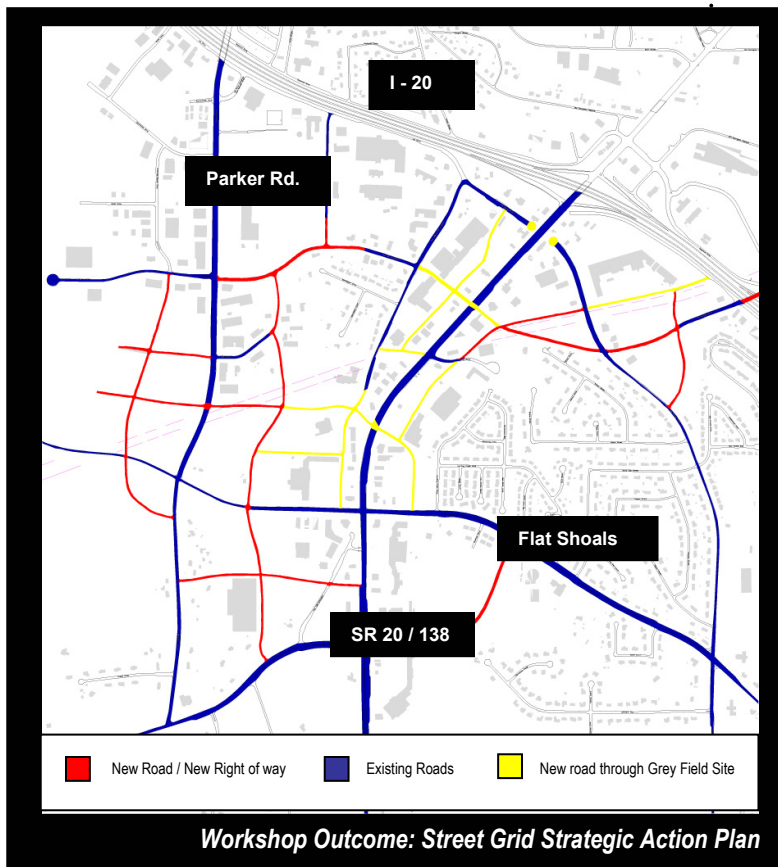 I - 20
Parker Rd.
Flat Shoals
SR 20 / 138
New Road / New Right of way
Existing Roads
New road through Grey Field Site
Workshop Outcome: Street Grid Strategic Action Plan